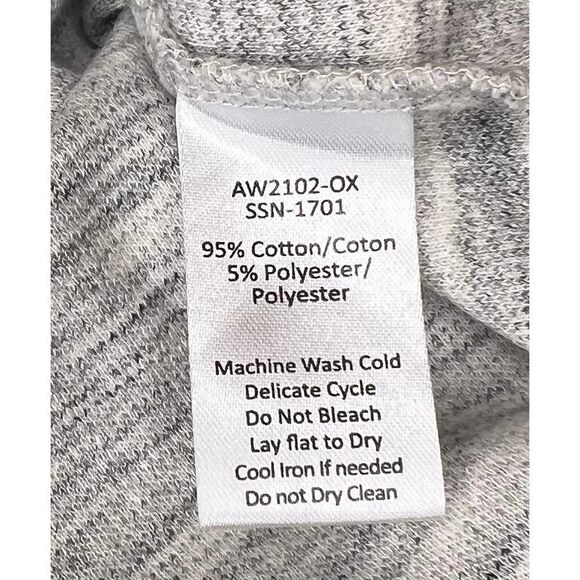 AW2102-OX
SSN-1701
95% Cotton/Coton
5% Polyester/
Polyester
Machine Wash Cold
Delicate Cycle
Do Not Bleach
Lay flat to Dry
Cool Iron If needed
Do not Dry Clean